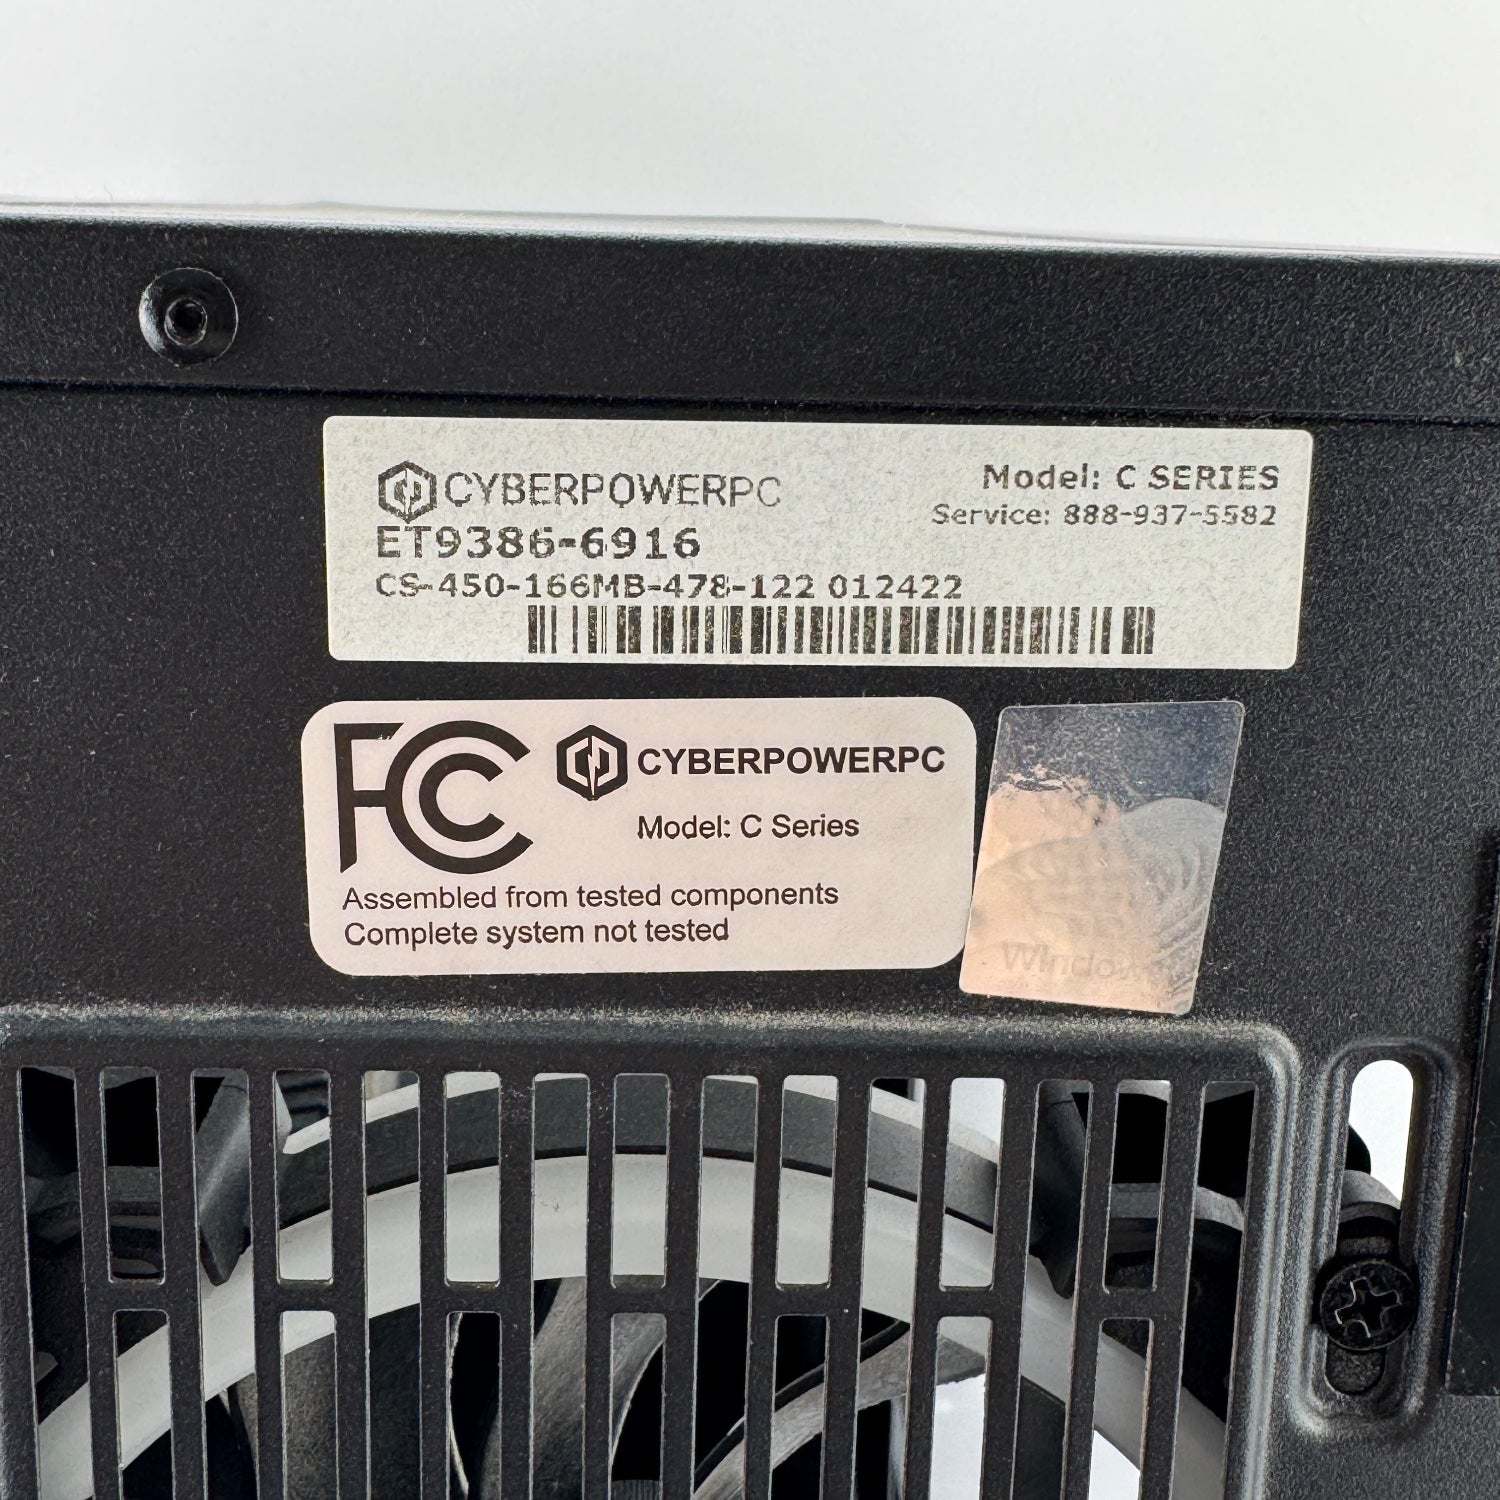 CYBERPOWERPC
Model: C SERIES
Service: 888-937-5582
ET9386-6916
CS-450-166MB-478-122 012422
FC
CYBERPOWERPC
Model: C Series
Assembled from tested components
Complete system not tested
Windows